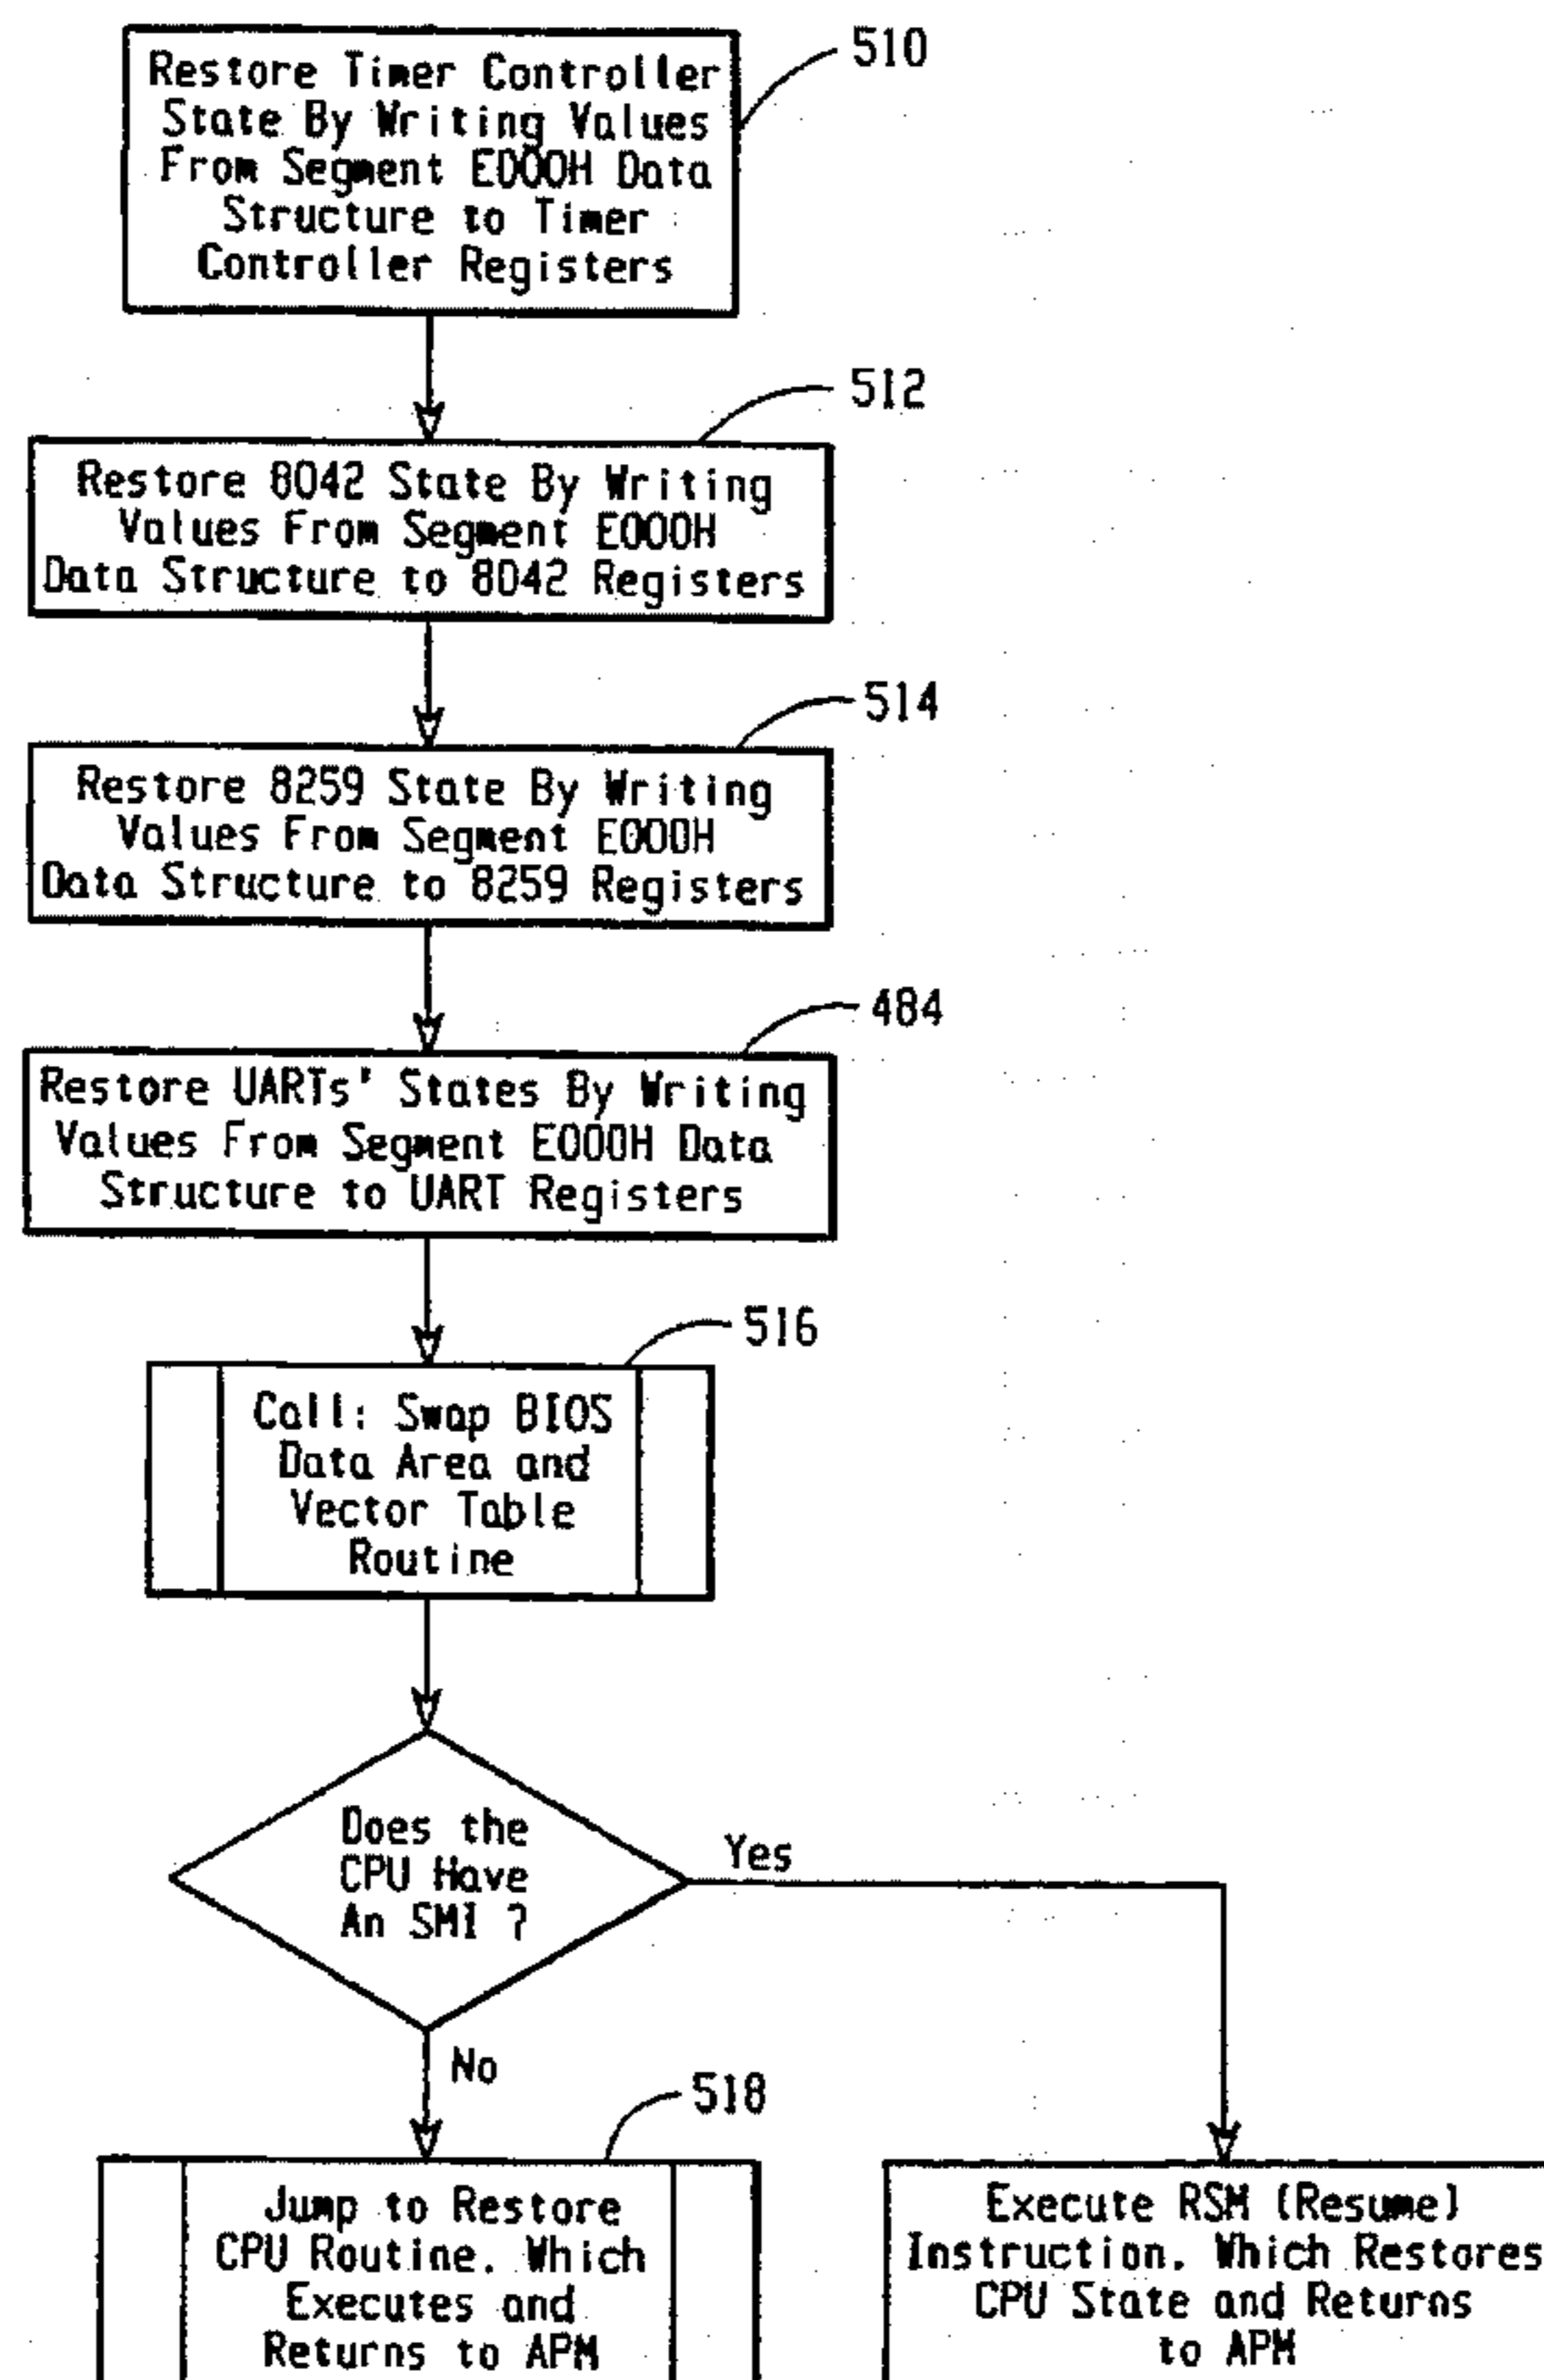 510
Restore Timer Controller
State By Writing Values
From Segment E000H Data
Structure to Timer
Controller Registers
512
Restore 8042 State By Writing
Values From Segment E000H
Data Structure to 8042 Registers
514
Restore 8259 State By Writing
Values From Segment E000H
Data Structure to 8259 Registers
484
Restore UARTs' States By Writing
Values From Segment E000H Data
Structure to UART Registers
516
Call: Swap BIOS
Data Area and
Vector Table
Routine
Does the
CPU Have
An SMI ?
Yes
No
518
Jump to Restore
CPU Routine. Which
Executes and
Returns to APM
Execute RSM (Resume)
Instruction. Which Restores
CPU State and Returns
to APM